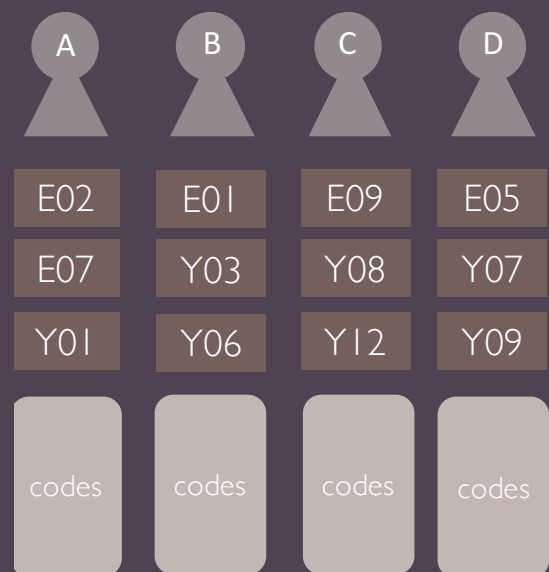 A B C D
E02 E01 E09 E05
E07 Y03 Y08 Y07
Y01 Y06 Y12 Y09
codes codes codes codes